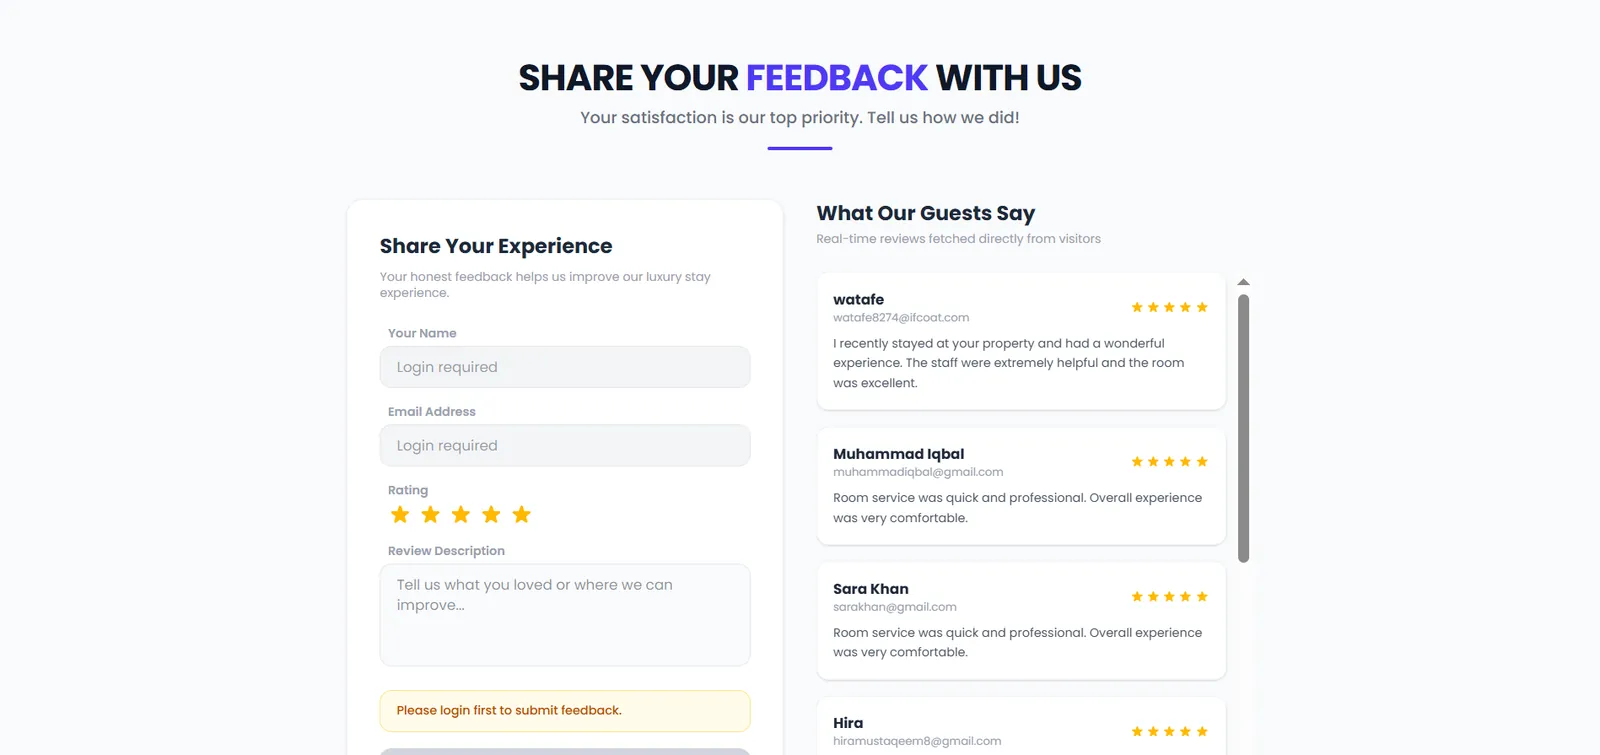 SHARE YOUR FEEDBACK WITH US
Your satisfaction is our top priority. Tell us how we did!
Share Your Experience
Your honest feedback helps us improve our luxury stay
experience.
Your Name
Login required
Email Address
Login required
Rating
Review Description
Tell us what you loved or where we can
improve...
Please login first to submit feedback.
What Our Guests Say
Real-time reviews fetched directly from visitors
watafe
watafe8274@ifcoat.com
I recently stayed at your property and had a wonderful
experience. The staff were extremely helpful and the room
was excellent.
Muhammad Iqbal
muhammadiqbal@gmail.com
Room service was quick and professional. Overall experience
was very comfortable.
Sara Khan
sarakhan@gmail.com
Room service was quick and professional. Overall experience
was very comfortable.
Hira
hiramustaqeem8@gmail.com